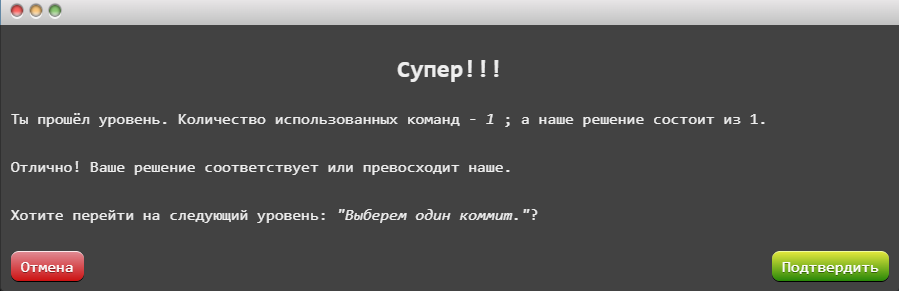 Супер!!!
Ты прошёл уровень. Количество использованных команд - 1 ; а наше решение состоит из 1.
Отлично! Ваше решение соответствует или превосходит наше.
Хотите перейти на следующий уровень: "Выберем один коммит."?
Отмена
Подтвердить